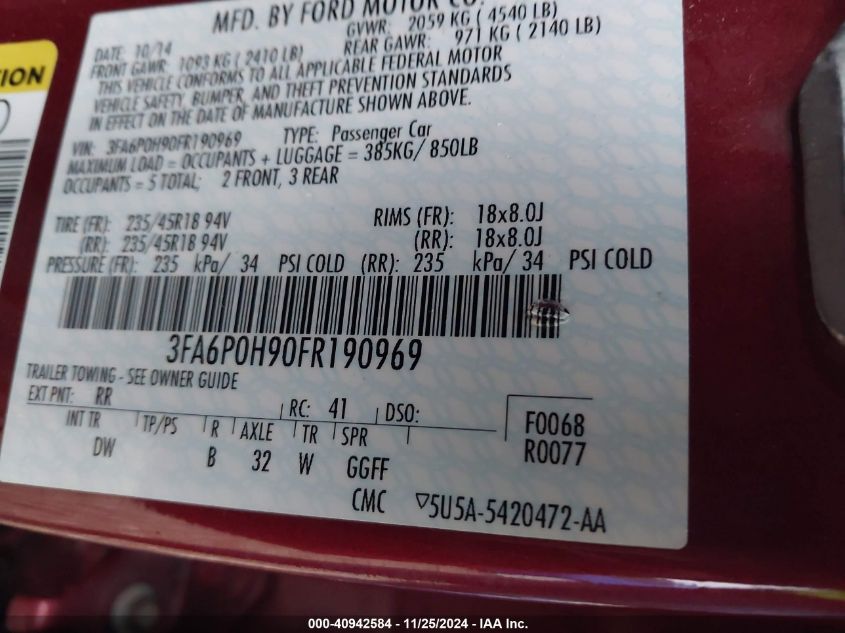 MFD. BY FORD MOTOR CO.
DATE: 10/14 GVWR: 2059 KG ( 4540 LB)
FRONT GAWR: 1093 KG ( 2410 LB) REAR GAWR: 971 KG ( 2140 LB)
THIS VEHICLE CONFORMS TO ALL APPLICABLE FEDERAL MOTOR
VEHICLE SAFETY, BUMPER, AND THEFT PREVENTION STANDARDS
IN EFFECT ON THE DATE OF MANUFACTURE SHOWN ABOVE.
VIN: 3FA6P0H90FR190969 TYPE: Passenger Car
MAXIMUM LOAD = OCCUPANTS + LUGGAGE = 385KG/ 850LB
OCCUPANTS = 5 TOTAL; 2 FRONT, 3 REAR
TIRE (FR): 235/45R18 94V RIMS (FR): 18x8.0J
(RR): 235/45R18 94V (RR): 18x8.0J
PRESSURE (FR): 235 kPa/ 34 PSI COLD (RR): 235 kPa/ 34 PSI COLD
3FA6P0H90FR190969
TRAILER TOWING - SEE OWNER GUIDE
EXT PNT: RR RC: 41 DSO: F0068
INT TR TP/PS R AXLE TR SPR R0077
DW B 32 W GGFF
CMC ▽5U5A-5420472-AA
000-40942584 - 11/25/2024 - IAA Inc.